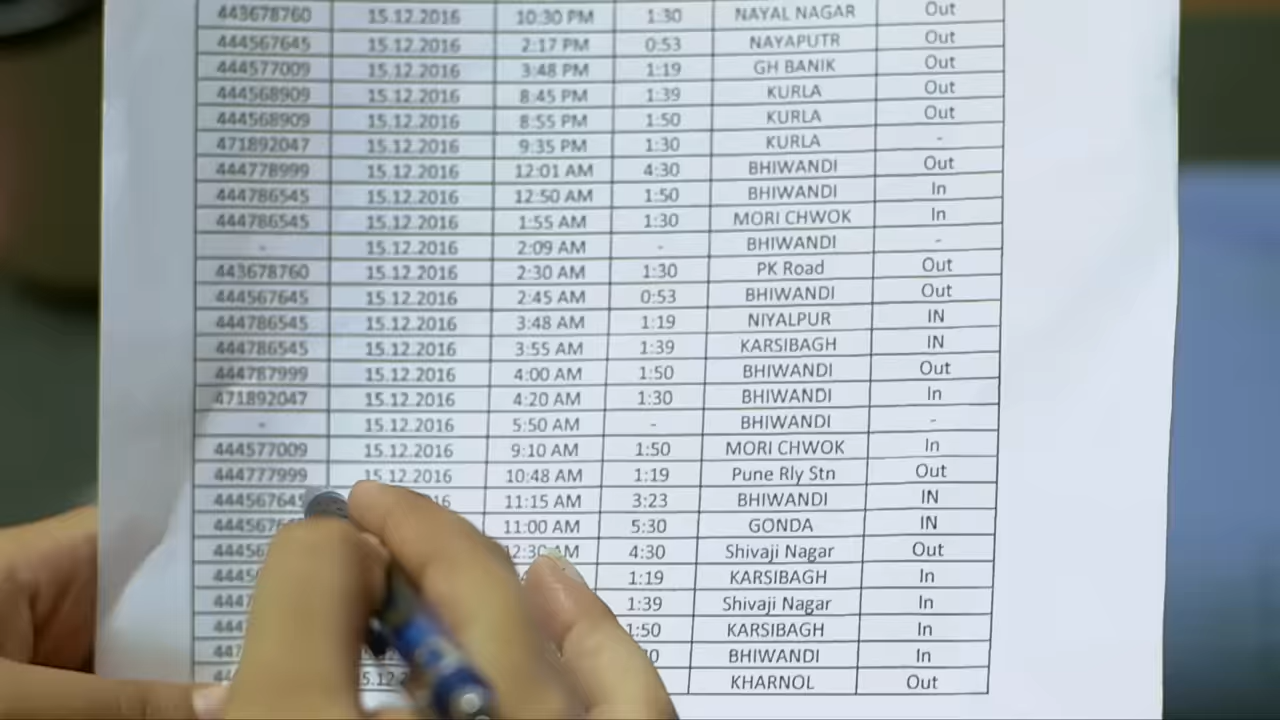 443678760 15.12.2016 10:30 PM 1:30 NAYAL NAGAR Out
444567645 15.12.2016 2:17 PM 0:53 NAYAPUTR Out
444577009 15.12.2016 3:48 PM 1:19 GH BANIK Out
444568909 15.12.2016 8:45 PM 1:39 KURLA Out
444568909 15.12.2016 8:55 PM 1:50 KURLA Out
471892047 15.12.2016 9:35 PM 1:30 KURLA -
444778999 15.12.2016 12:01 AM 4:30 BHIWANDI Out
444786545 15.12.2016 12:50 AM 1:50 BHIWANDI In
444786545 15.12.2016 1:55 AM 1:30 MORI CHWOK In
- 15.12.2016 2:09 AM - BHIWANDI -
443678760 15.12.2016 2:30 AM 1:30 PK Road Out
444567645 15.12.2016 2:45 AM 0:53 BHIWANDI Out
444786545 15.12.2016 3:48 AM 1:19 NIYALPUR IN
444786545 15.12.2016 3:55 AM 1:39 KARSIBAGH IN
444787999 15.12.2016 4:00 AM 1:50 BHIWANDI Out
471892047 15.12.2016 4:20 AM 1:30 BHIWANDI In
- 15.12.2016 5:50 AM - BHIWANDI -
444577009 15.12.2016 9:10 AM 1:50 MORI CHWOK In
444777999 15.12.2016 10:48 AM 1:19 Pune Rly Stn Out
444567645 11:15 AM 3:23 BHIWANDI IN
11:00 AM 5:30 GONDA IN
12:30 AM 4:30 Shivaji Nagar Out
1:19 KARSIBAGH In
1:39 Shivaji Nagar In
1:50 KARSIBAGH In
BHIWANDI In
KHARNOL Out